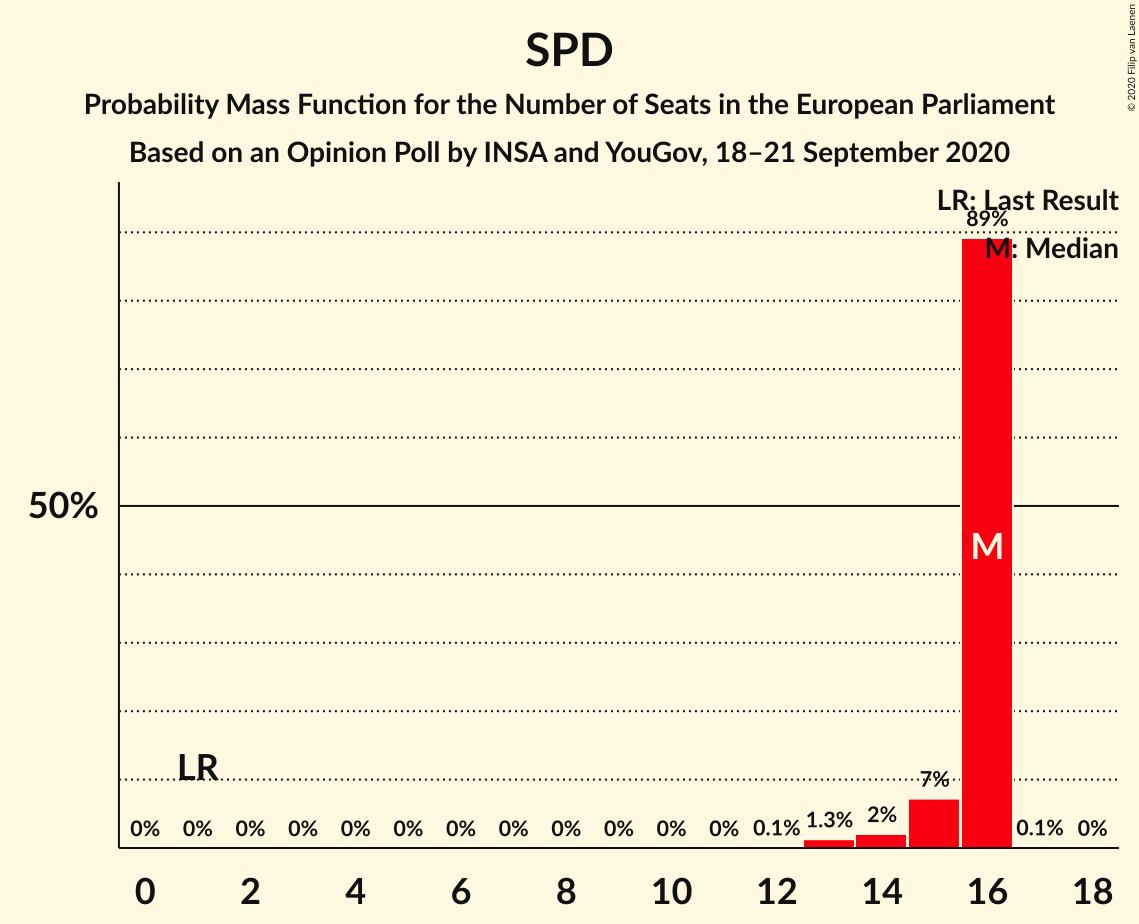 SPD
Probability Mass Function for the Number of Seats in the European Parliament
Based on an Opinion Poll by INSA and YouGov, 18–21 September 2020
© 2020 Filip van Laenen
LR: Last Result
89%
M: Median
50%
M
LR
7%
0% 0% 0% 0% 0% 0% 0% 0% 0% 0% 0% 0% 0.1% 1.3% 2% 0.1% 0%
0 2 4 6 8 10 12 14 16 18